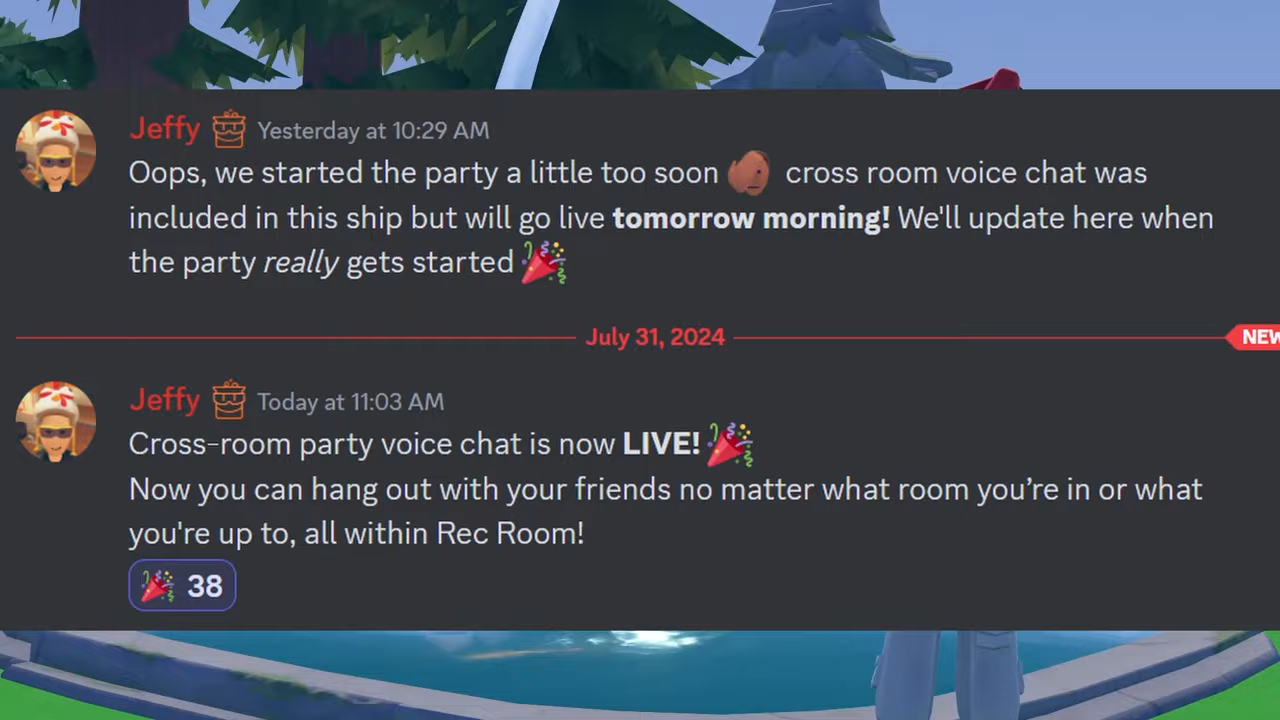 Jeffy Yesterday at 10:29 AM
Oops, we started the party a little too soon cross room voice chat was
included in this ship but will go live tomorrow morning! We'll update here when
the party really gets started
July 31, 2024 NEW
Jeffy Today at 11:03 AM
Cross-room party voice chat is now LIVE!
Now you can hang out with your friends no matter what room you’re in or what
you're up to, all within Rec Room!
38